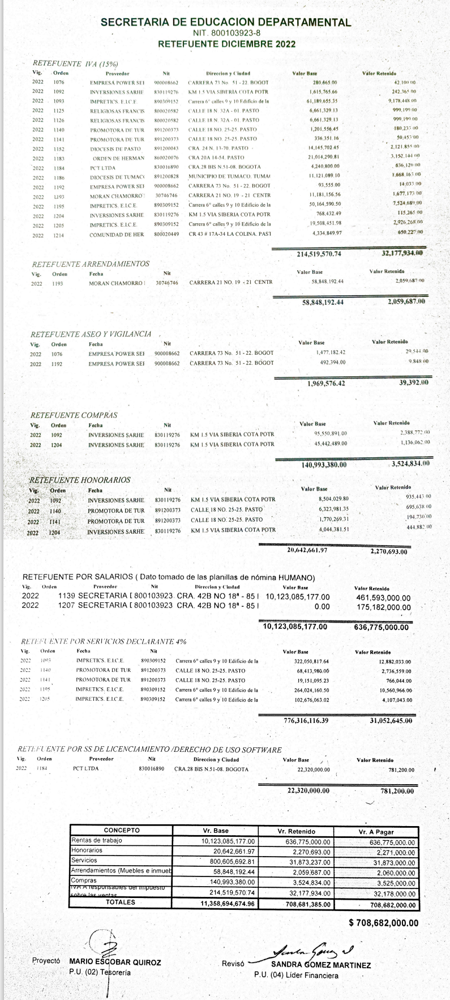 SECRETARIA DE EDUCACION DEPARTAMENTAL
NIT. 800103923-8
RETEFUENTE DICIEMBRE 2022
RETEFUENTE IVA (15%)
Vig. Orden Proveedor Nit Direccion y Ciudad Valor Base Valor Retenido
2022 1076 EMPRESA POWER SEI 900008662 CARRERA 73 No. 51 - 22. BOGOT 280,665.00 42,100.00
2022 1092 INVERSIONES SARHE 830119276 KM 1.5 VIA SIBERIA COTA POTR 1,615,765.66 242,365.00
2022 1093 IMPRETICS. E.I.C.E. 890309152 Carrera 6° calles 9 y 10 Edificio de la 61,189,655.35 9,178,448.00
2022 1125 RELIGIOSAS FRANCIS 800020582 CALLE 18 N. 32A - 01. PASTO 6,661,329.13 999,199.00
2022 1126 RELIGIOSAS FRANCIS 800020582 CALLE 18 N. 32A - 01. PASTO 6,661,329.13 999,199.00
2022 1140 PROMOTORA DE TUR 891200373 CALLE 18 NO. 25-25. PASTO 1,201,556.45 180,233.00
2022 1141 PROMOTORA DE TUR 891200373 CALLE 18 NO. 25-25. PASTO 336,351.16 50,453.00
2022 1152 DIOCESIS DE PASTO 891200043 CRA. 24 N. 13-70. PASTO 14,145,702.45 2,121,855.00
2022 1183 ORDEN DE HERMAN 860020076 CRA 20A 14-54. PASTO 21,014,290.81 3,152,144.00
2022 1184 PCT LTDA 830016890 CRA.28 BIS N.51-08. BOGOTA 4,240,800.00 636,120.00
2022 1186 DIOCESIS DE TUMAC( 891200828 MUNICIPIO DE TUMACO. TUMA( 11,121,089.10 1,668,163.00
2022 1192 EMPRESA POWER SEI 900008662 CARRERA 73 No. 51 - 22. BOGOT 93,555.00 14,033.00
2022 1193 MORAN CHAMORRO 30746746 CARRERA 21 NO. 19 - 21 CENTR 11,181,156.56 1,677,173.00
2022 1195 IMPRETICS. E.I.C.E. 890309152 Carrera 6° calles 9 y 10 Edificio de la 50,164,590.50 7,524,689.00
2022 1204 INVERSIONES SARHE 830119276 KM 1.5 VIA SIBERIA COTA POTR 768,432.49 115,265.00
2022 1205 IMPRETICS. E.I.C.E. 890309152 Carrera 6° calles 9 y 10 Edificio de la 19,508,451.98 2,926,268.00
2022 1214 COMUNIDAD DE HER 800020449 CR 43 # 17A-34 LA COLINA. PAST 4,334,849.97 650,227.00
214,519,570.74 32,177,934.00
RETEFUENTE ARRENDAMIENTOS
Vig. Orden Fecha Nit Valor Base Valor Retenido
2022 1193 MORAN CHAMORRO 30746746 CARRERA 21 NO. 19 - 21 CENTR 58,848,192.44 2,059,687.00
58,848,192.44 2,059,687.00
RETEFUENTE ASEO Y VIGILANCIA
Vig. Orden Fecha Nit Valor Base Valor Retenido
2022 1076 EMPRESA POWER SEI 900008662 CARRERA 73 No. 51 - 22. BOGOT 1,477,182.42 29,544.00
2022 1192 EMPRESA POWER SEI 900008662 CARRERA 73 No. 51 - 22. BOGOT 492,394.00 9,848.00
1,969,576.42 39,392.00
RETEFUENTE COMPRAS
Vig. Orden Fecha Nit Valor Base Valor Retenido
2022 1092 INVERSIONES SARHE 830119276 KM 1.5 VIA SIBERIA COTA POTR 95,550,891.00 2,388,772.00
2022 1204 INVERSIONES SARHE 830119276 KM 1.5 VIA SIBERIA COTA POTR 45,442,489.00 1,136,062.00
140,993,380.00 3,524,834.00
RETEFUENTE HONORARIOS
Vig. Orden Fecha Nit Valor Base Valor Retenido
2022 1092 INVERSIONES SARHE 830119276 KM 1.5 VIA SIBERIA COTA POTR 8,504,029.80 935,443.00
2022 1140 PROMOTORA DE TUR 891200373 CALLE 18 NO. 25-25. PASTO 6,323,981.35 695,638.00
2022 1141 PROMOTORA DE TUR 891200373 CALLE 18 NO. 25-25. PASTO 1,770,269.31 194,730.00
2022 1204 INVERSIONES SARHE 830119276 KM 1.5 VIA SIBERIA COTA POTR 4,044,381.51 444,882.00
20,642,661.97 2,270,693.00
RETEFUENTE POR SALARIOS ( Dato tomado de las planillas de nómina HUMANO)
Vig. Orden Proveedor Nit Direccion y Ciudad Valor Base Valor Retenido
2022 1139 SECRETARIA D 800103923 CRA. 42B NO 18ª - 85 I 10,123,085,177.00 461,593,000.00
2022 1207 SECRETARIA D 800103923 CRA. 42B NO 18ª - 85 I 0.00 175,182,000.00
10,123,085,177.00 636,775,000.00
RETEFUENTE POR SERVICIOS DECLARANTE 4%
Vig. Orden Fecha Nit Valor Base Valor Retenido
2022 1093 IMPRETICS. E.I.C.E. 890309152 Carrera 6° calles 9 y 10 Edificio de la 322,050,817.64 12,882,033.00
2022 1140 PROMOTORA DE TUR 891200373 CALLE 18 NO. 25-25. PASTO 68,413,980.00 2,736,559.00
2022 1141 PROMOTORA DE TUR 891200373 CALLE 18 NO. 25-25. PASTO 19,151,095.23 766,044.00
2022 1195 IMPRETICS. E.I.C.E. 890309152 Carrera 6° calles 9 y 10 Edificio de la 264,024,160.50 10,560,966.00
2022 1205 IMPRETICS. E.I.C.E. 890309152 Carrera 6° calles 9 y 10 Edificio de la 102,676,063.02 4,107,043.00
776,316,116.39 31,052,645.00
RETEFUENTE POR SS DE LICENCIAMIENTO /DERECHO DE USO SOFTWARE
Vig. Orden Proveedor Nit Direccion y Ciudad Valor Base Valor Retenido
2022 1184 PCT LTDA 830016890 CRA.28 BIS N.51-08. BOGOTA 22,320,000.00 781,200.00
22,320,000.00 781,200.00
CONCEPTO Vr. Base Vr. Retenido Vr. A Pagar
Rentas de trabajo 10,123,085,177.00 636,775,000.00 636,775,000.00
Honorarios 20,642,661.97 2,270,693.00 2,271,000.00
Servicios 800,605,692.81 31,873,237.00 31,873,000.00
Arrendamientos (Muebles e inmueb 58,848,192.44 2,059,687.00 2,060,000.00
Compras 140,993,380.00 3,524,834.00 3,525,000.00
IVA A responsables del impuesto
sobre las ventas 214,519,570.74 32,177,934.00 32,178,000.00
TOTALES 11,358,694,674.96 708,681,385.00 708,682,000.00
$ 708,682,000.00
Proyectó MARIO ESCOBAR QUIROZ
P.U. (02) Tesorería
Revisó SANDRA GOMEZ MARTINEZ
P.U. (04) Líder Financiera